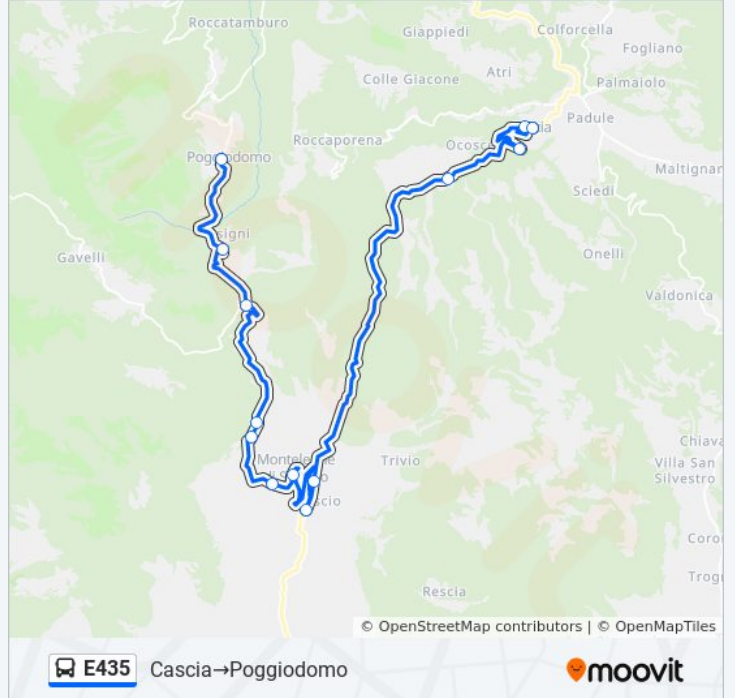 Roccatamburo
Giappiedi
Colforcella
Fogliano
Colle Giacone
Atri
Palmaiolo
Padule
Roccaporena
Poggiodomo
Maltignan
Sciedi
Gavelli
Onelli
Valdonica
Trivio
Chiava
Villa San
Silvestro
Coro
Rescia
Trog
© OpenStreetMap contributors | © OpenMapTiles
E435 Cascia→Poggiodomo
moovit